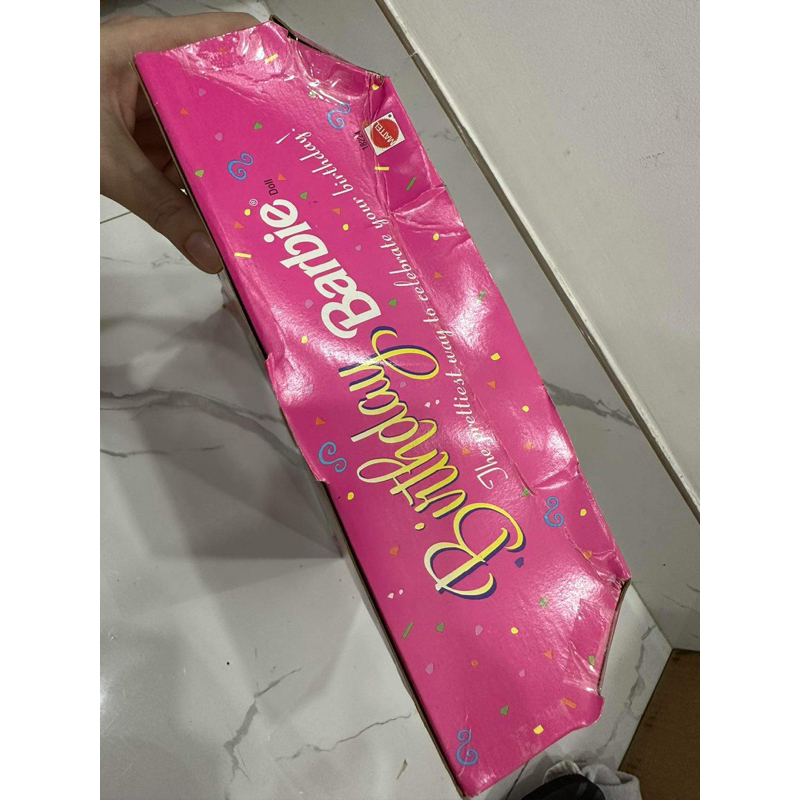 Birthday Barbie® Doll
The prettiest way to celebrate your birthday!
MATTEL